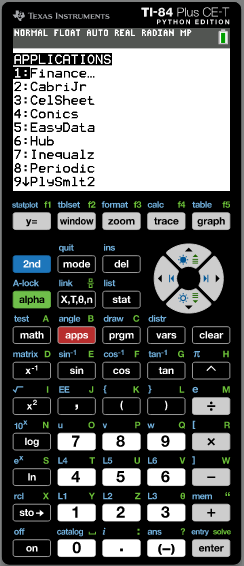 TEXAS INSTRUMENTS TI-84 Plus CE-T
PYTHON EDITION
NORMAL FLOAT AUTO REAL RADIAN MP
APPLICATIONS
1:Finance…
2:CabriJr
3:CelSheet
4:Conics
5:EasyData
6:Hub
7:Inequalz
8:Periodic
9↓PlySmlt2
statplot f1 tblset f2 format f3 calc f4 table f5
y= window zoom trace graph
quit ins
2nd mode del
A-lock link list
alpha X,T,θ,n stat
test A angle B draw C distr
math apps prgm vars clear
matrix D sin⁻¹ E cos⁻¹ F tan⁻¹ G π H
x⁻¹ sin cos tan ^
√ I EE J { K } L e M
x² , ( ) ÷
10ˣ N u O v P w Q [ R
log 7 8 9 ×
eˣ S L4 T L5 U L6 V ] W
ln 4 5 6 −
rcl X L1 Y L2 Z L3 θ mem “
sto→ 1 2 3 +
off catalog ⎵ i : ans ? entry solve
on 0 . (−) enter